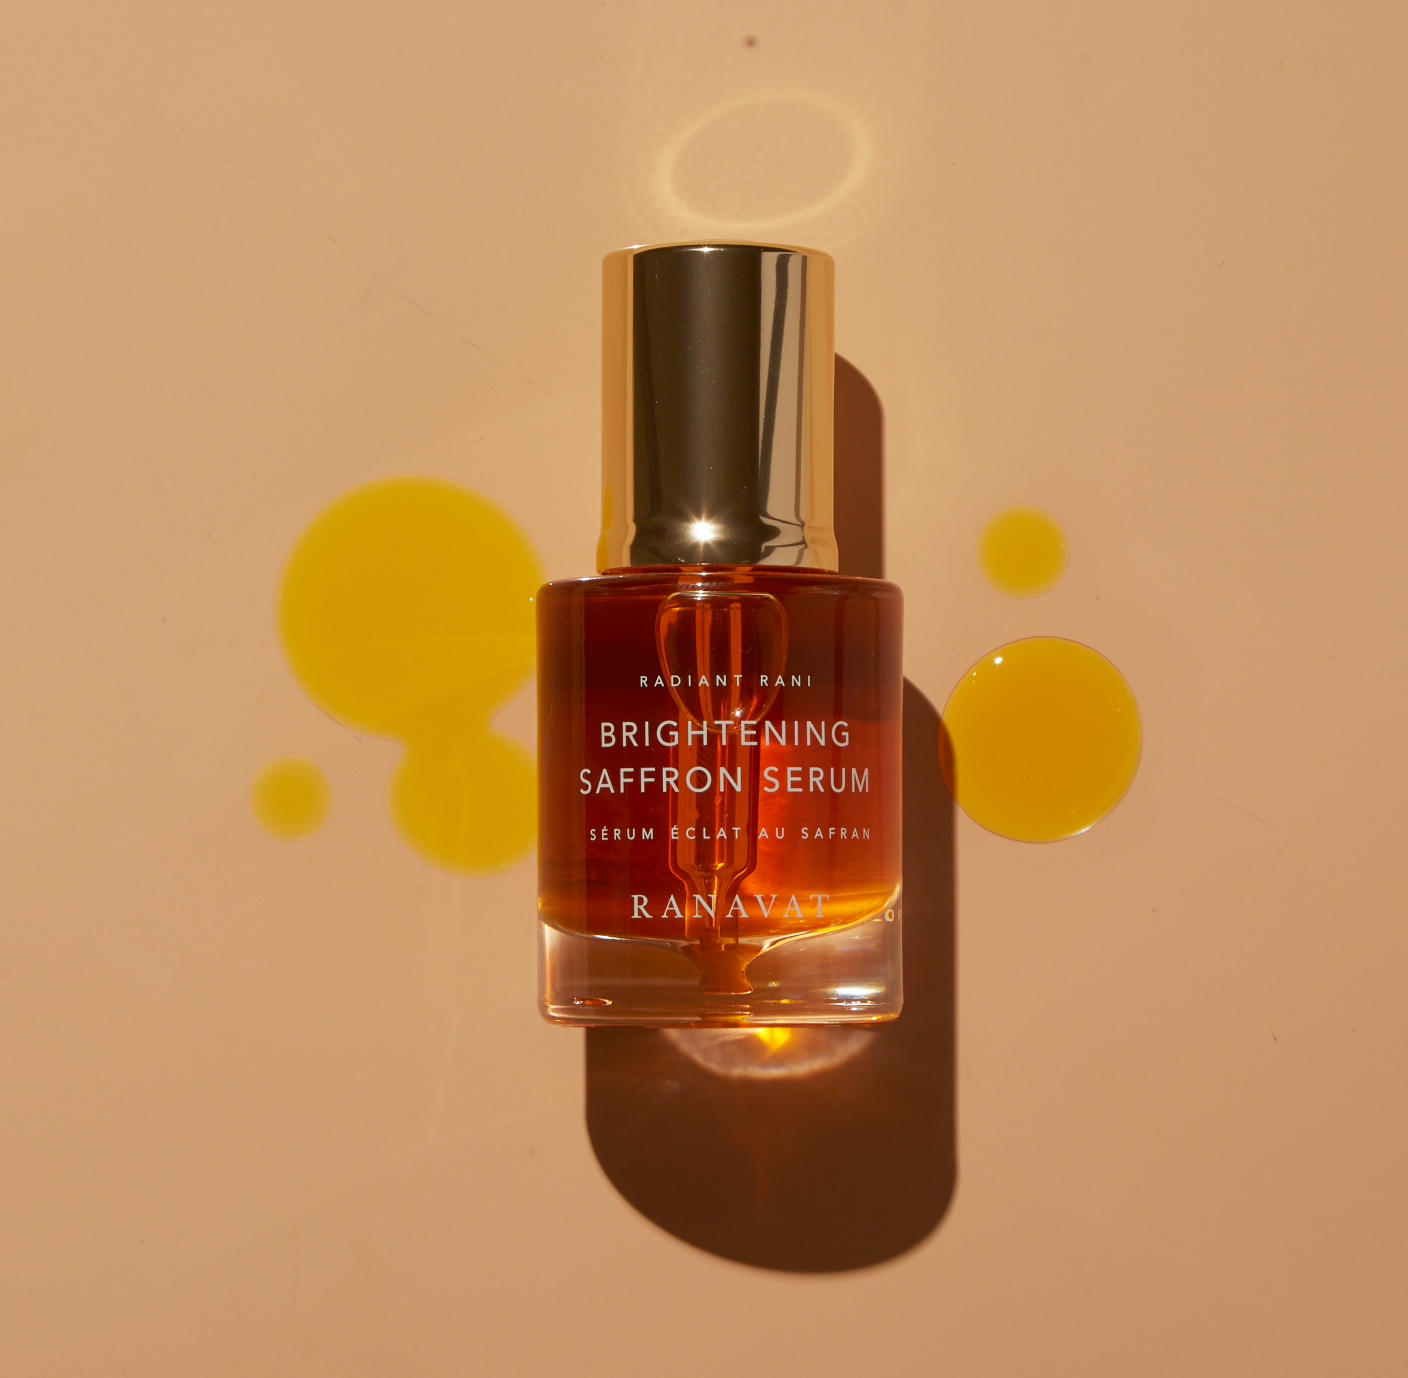 RADIANT RANI
BRIGHTENING
SAFFRON SERUM
SÉRUM ÉCLAT AU SAFRAN
RANAVAT